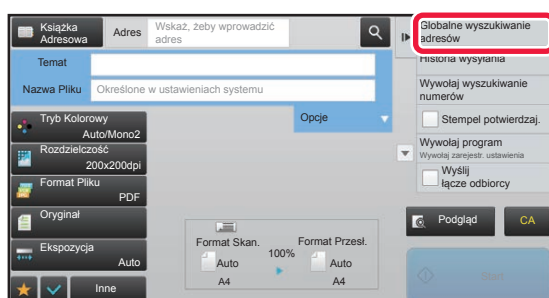 Książka
Adresowa
Adres
Wskaż, żeby wprowadzić
adres
Temat
Nazwa Pliku
Określone w ustawieniach systemu
Tryb Kolorowy
Auto/Mono2
Rozdzielczość
200x200dpi
Format Pliku
PDF
Oryginał
Ekspozycja
Auto
Inne
Opcje
Format Skan.
Auto
A4
100%
Format Przesł.
Auto
A4
Globalne wyszukiwanie
adresów
Historia wysyłania
Wywołaj wyszukiwanie
numerów
Stempel potwierdzaj.
Wywołaj program
Wywołaj zarejestr. ustawienia
Wyślij
łącze odbiorcy
Podgląd
CA
Start